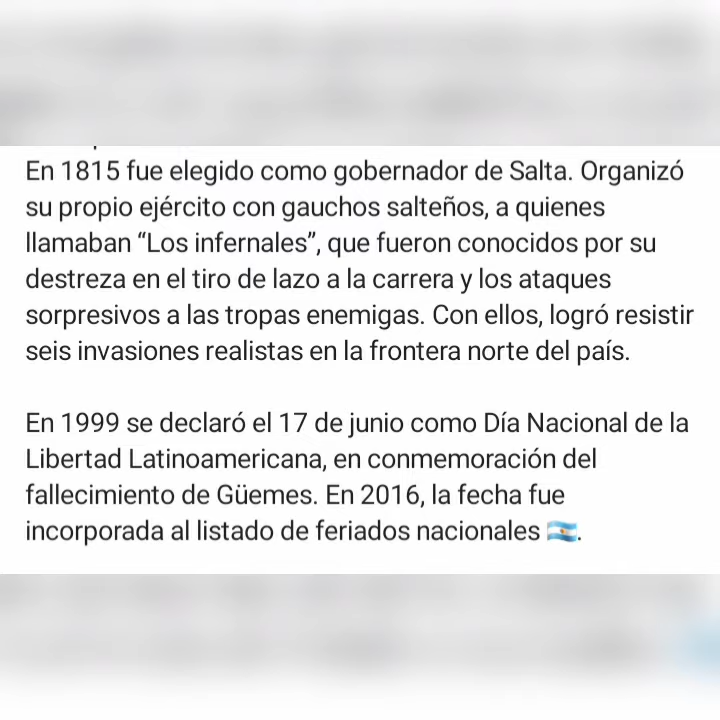 En 1815 fue elegido como gobernador de Salta. Organizó
su propio ejército con gauchos salteños, a quienes
llamaban “Los infernales”, que fueron conocidos por su
destreza en el tiro de lazo a la carrera y los ataques
sorpresivos a las tropas enemigas. Con ellos, logró resistir
seis invasiones realistas en la frontera norte del país.
En 1999 se declaró el 17 de junio como Día Nacional de la
Libertad Latinoamericana, en conmemoración del
fallecimiento de Güemes. En 2016, la fecha fue
incorporada al listado de feriados nacionales 🇦🇷.